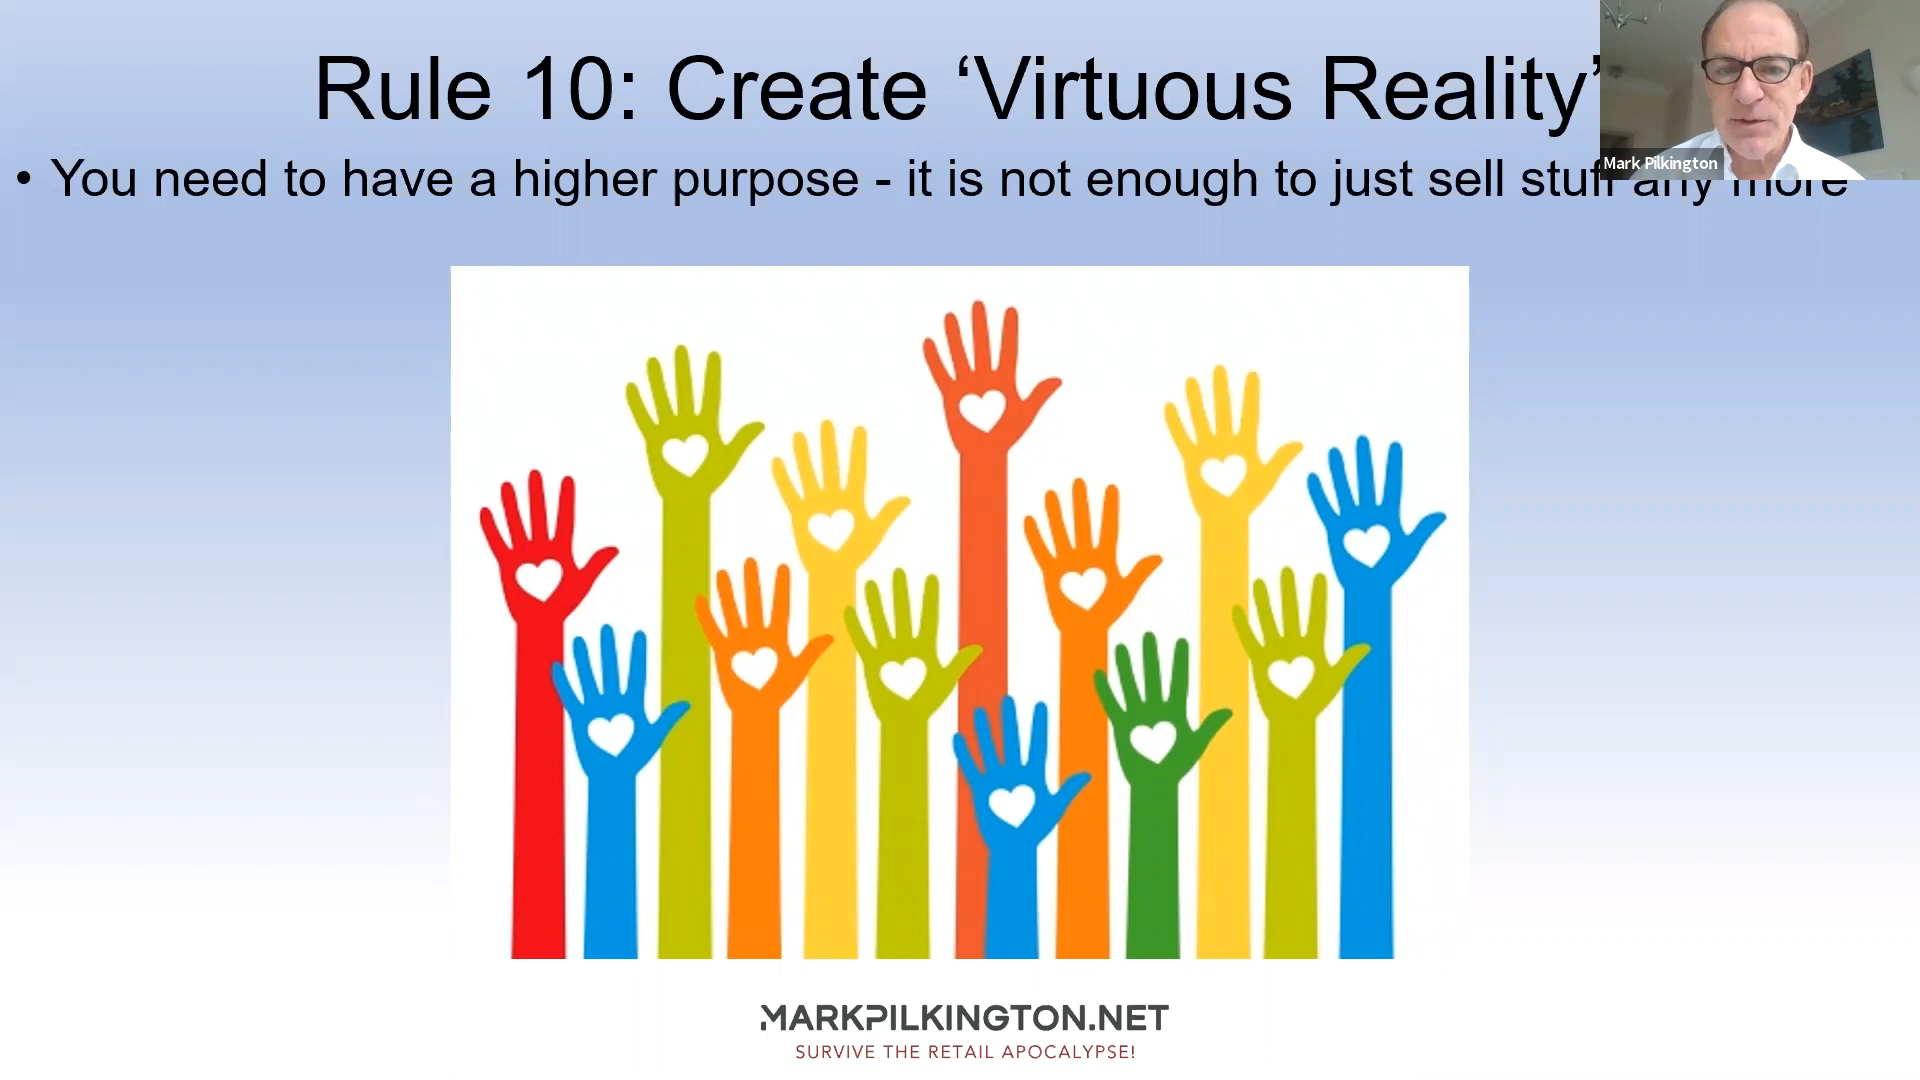 Rule 10: Create ‘Virtuous Reality’
• You need to have a higher purpose - it is not enough to just sell stuff any more
Mark Pilkington
MARKPILKINGTON.NET
SURVIVE THE RETAIL APOCALYPSE!